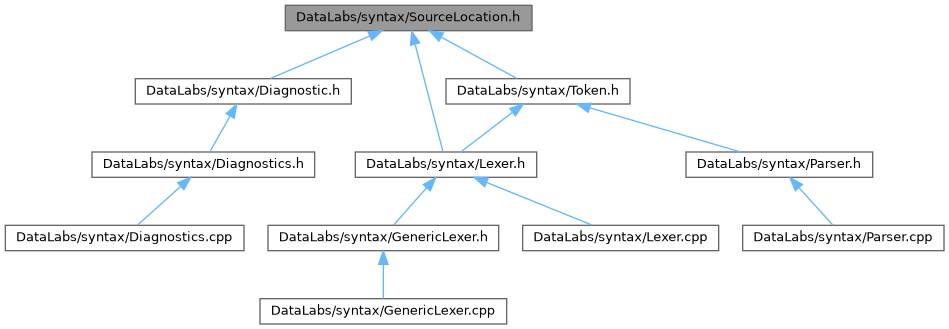 DataLabs/syntax/SourceLocation.h
DataLabs/syntax/Diagnostic.h
DataLabs/syntax/Token.h
DataLabs/syntax/Diagnostics.h
DataLabs/syntax/Lexer.h
DataLabs/syntax/Parser.h
DataLabs/syntax/Diagnostics.cpp
DataLabs/syntax/GenericLexer.h
DataLabs/syntax/Lexer.cpp
DataLabs/syntax/Parser.cpp
DataLabs/syntax/GenericLexer.cpp